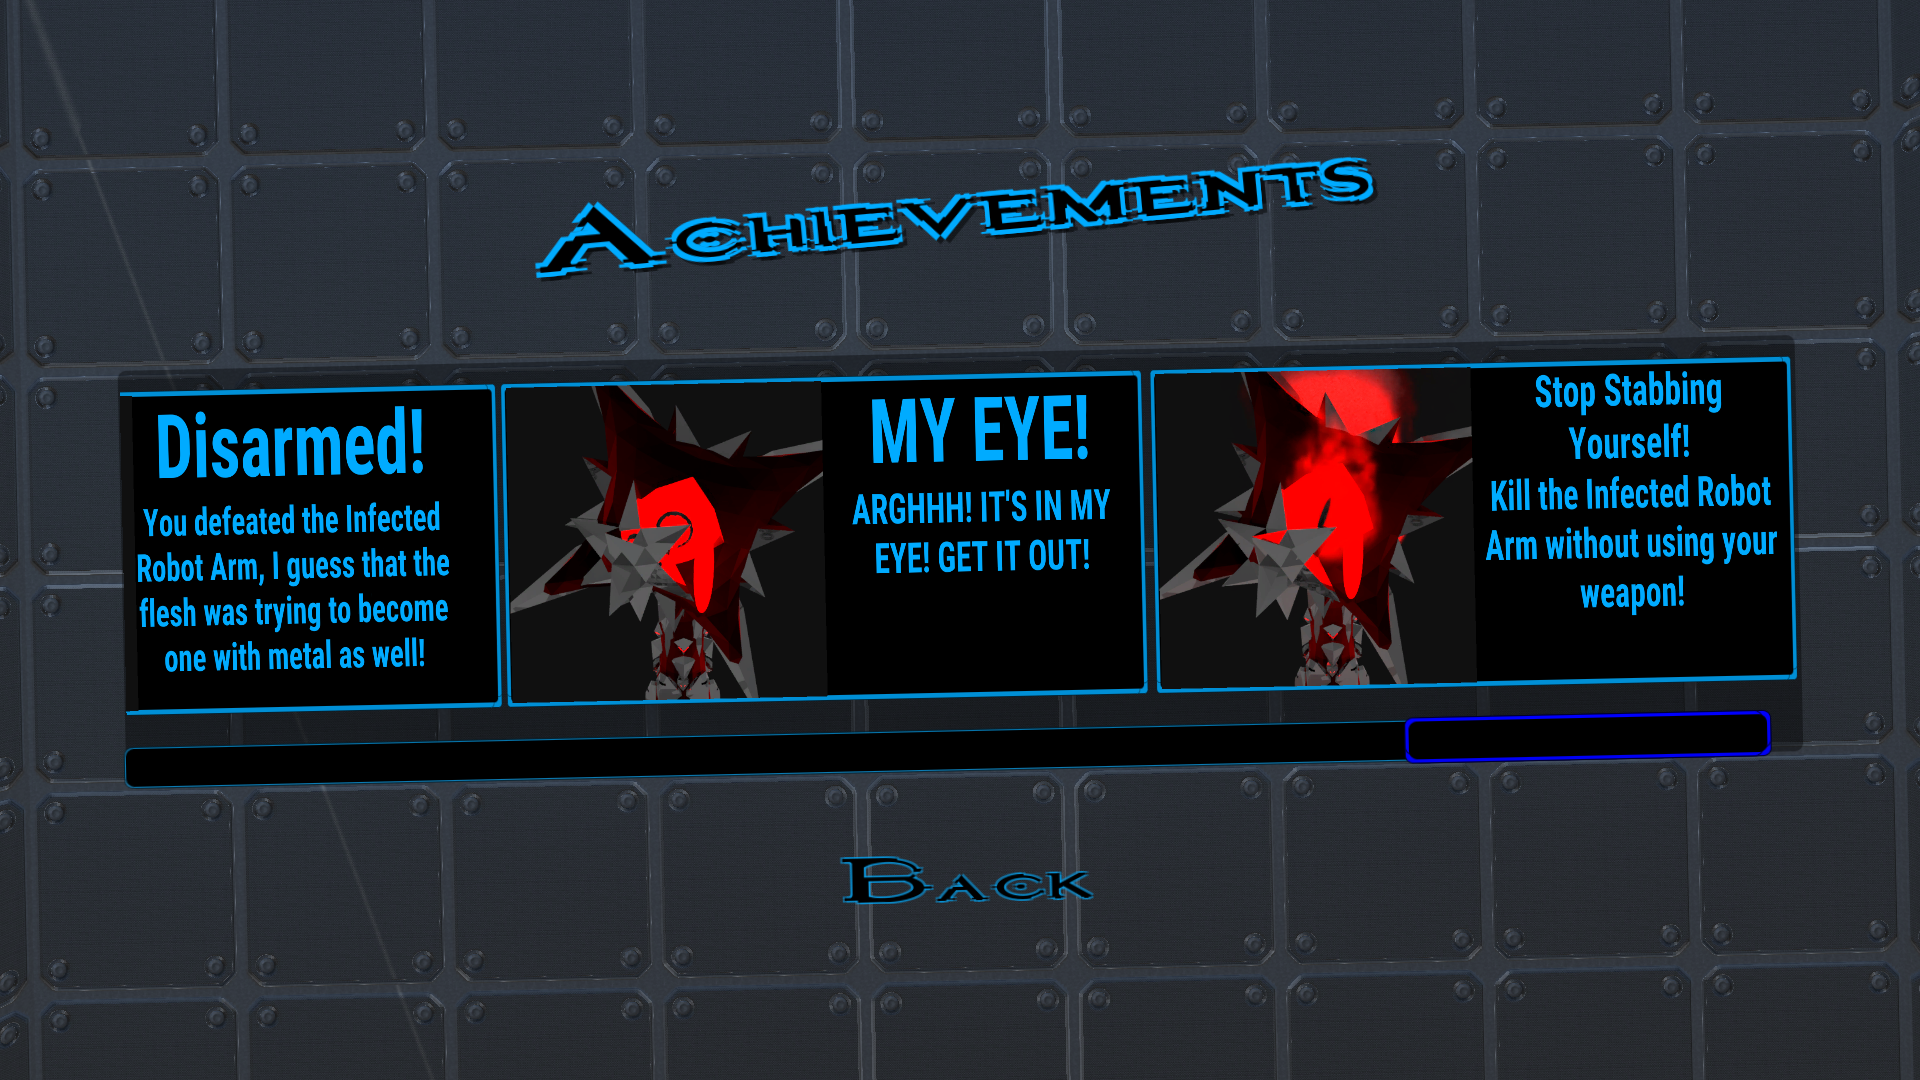 Achievements
Disarmed!
You defeated the Infected
Robot Arm, I guess that the
flesh was trying to become
one with metal as well!
MY EYE!
ARGHHH! IT'S IN MY
EYE! GET IT OUT!
Stop Stabbing
Yourself!
Kill the Infected Robot
Arm without using your
weapon!
Back